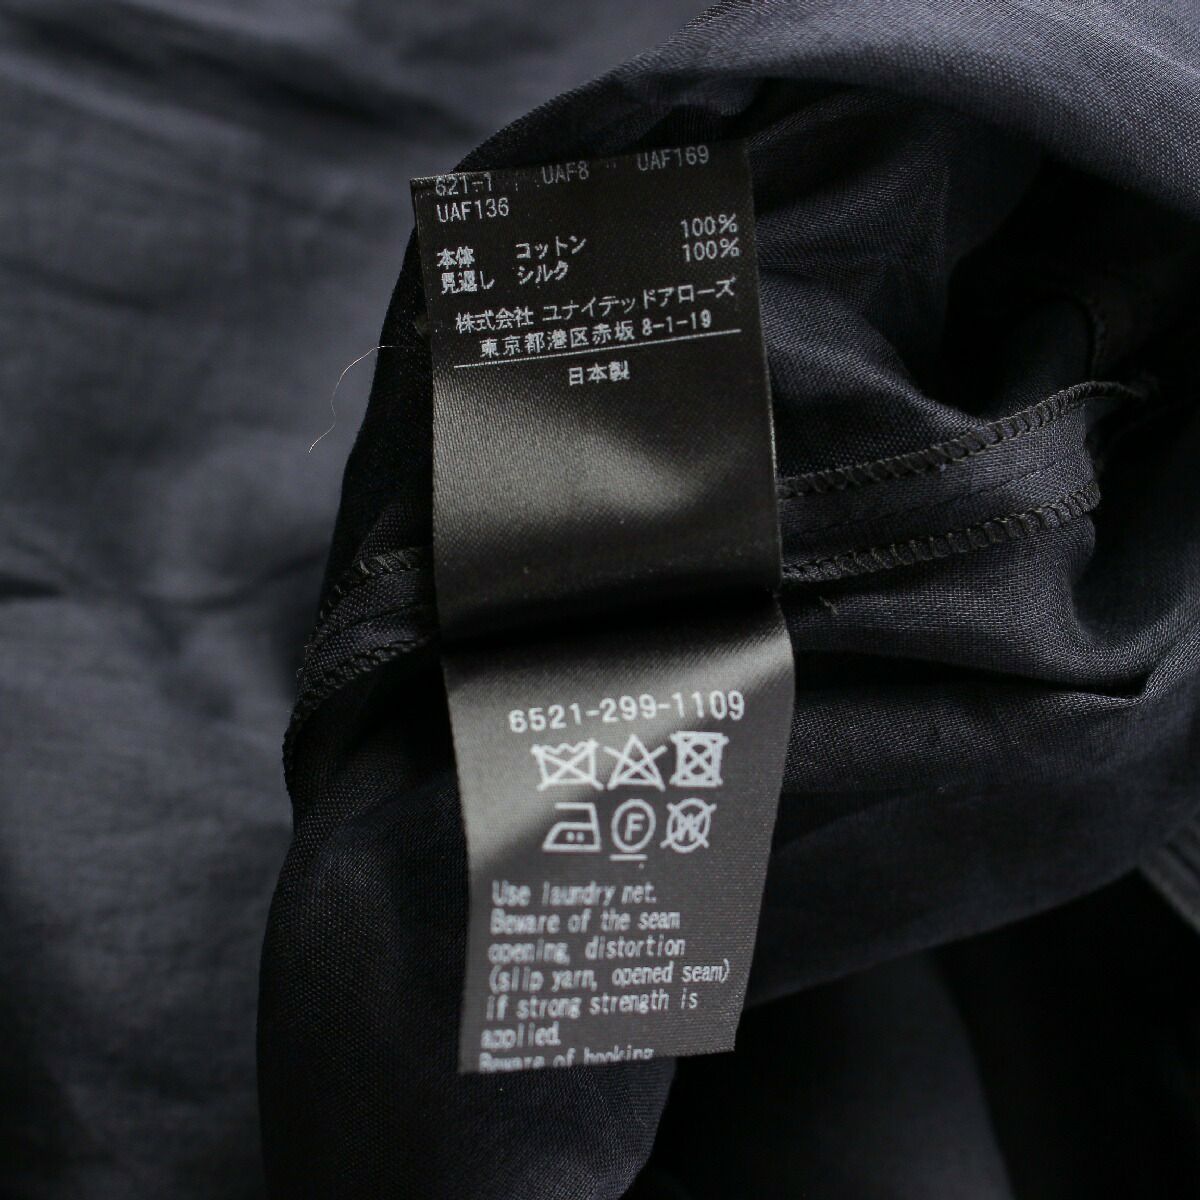 621-1 UAF8 UAF169
UAF136
本体 コットン 100%
見返し シルク 100%
株式会社 ユナイテッドアローズ
東京都港区赤坂 8-1-19
日本製
6521-299-1109
F
W
Use laundry net.
Beware of the seam
opening, distortion
(slip yarn, opened seam)
if strong strength is
applied.
Beware of hooking